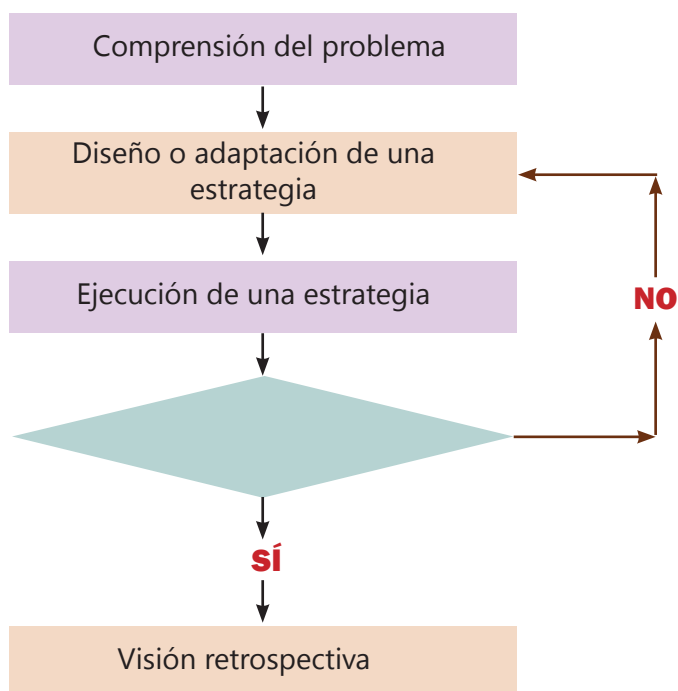 Comprensión del problema
Diseño o adaptación de una
estrategia
Ejecución de una estrategia
NO
SÍ
Visión retrospectiva